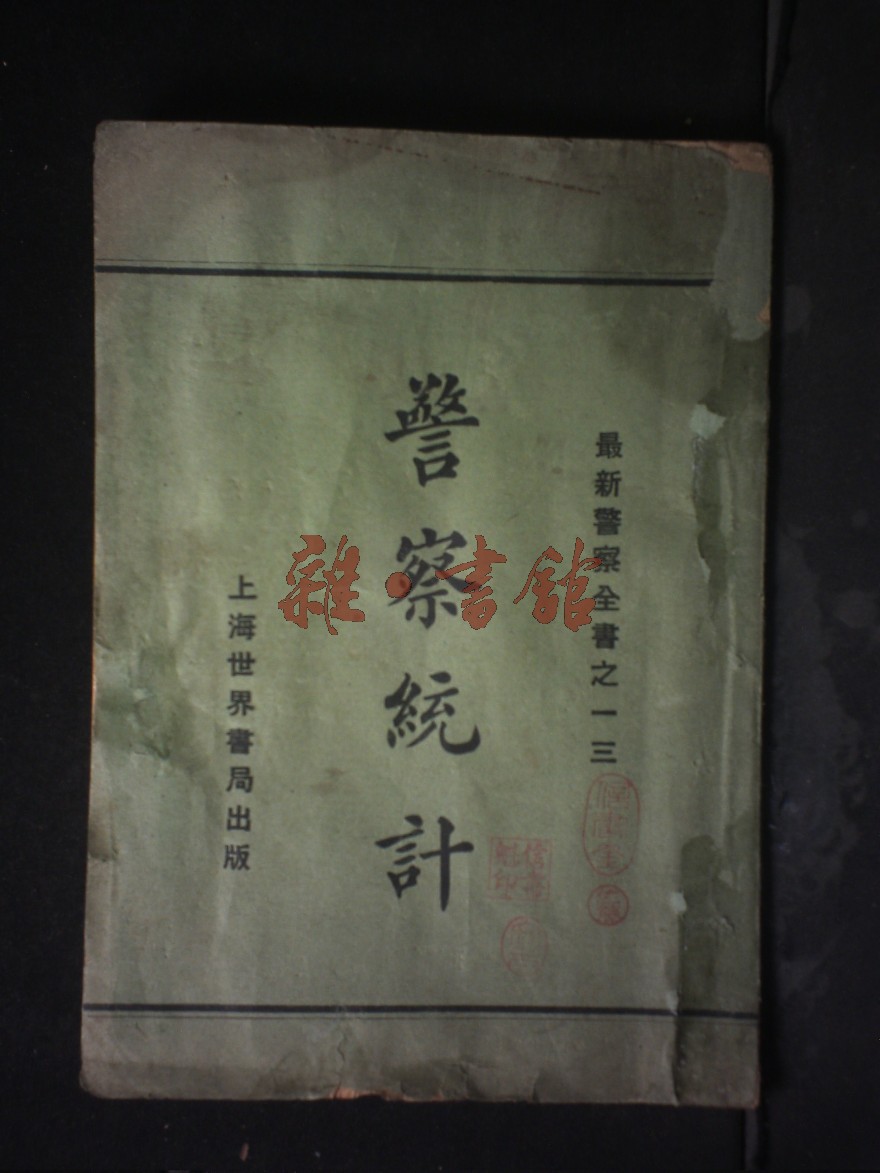 最新警察全書之一三
警察統計
上海世界書局出版
雜·書館